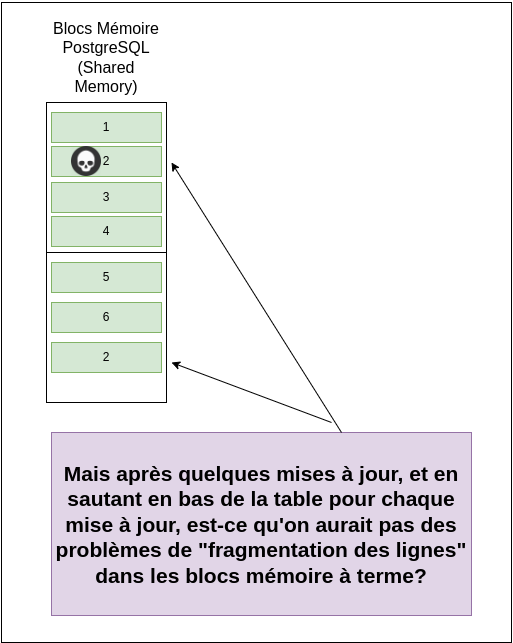 Blocs Mémoire
PostgreSQL
(Shared
Memory)
1
2
3
4
5
6
2
Mais après quelques mises à jour, et en
sautant en bas de la table pour chaque
mise à jour, est-ce qu'on aurait pas des
problèmes de "fragmentation des lignes"
dans les blocs mémoire à terme?